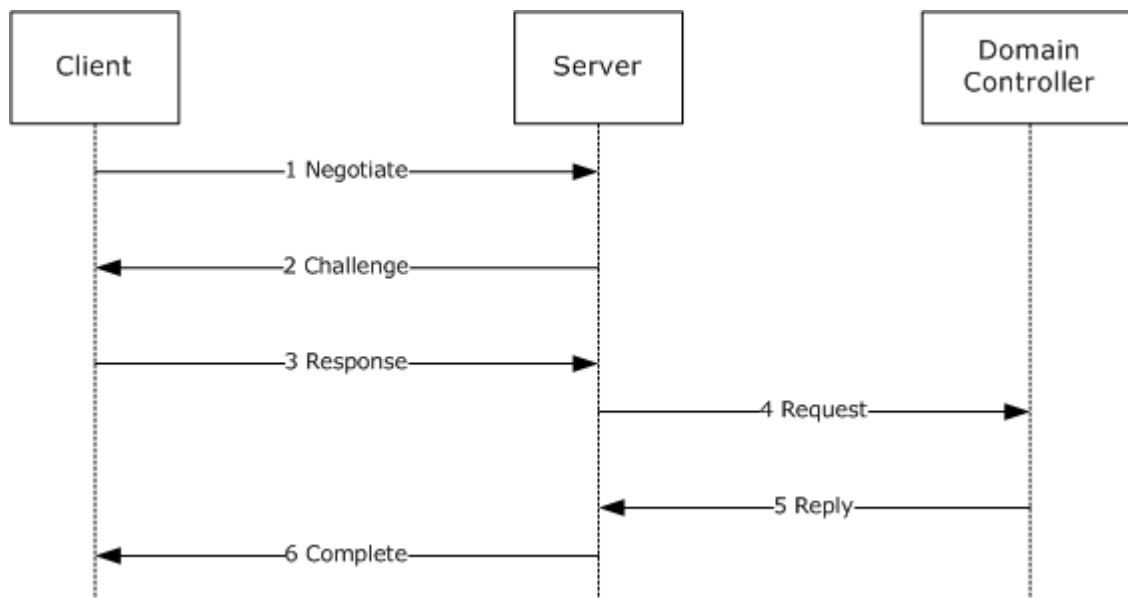 Client
Server
Domain
Controller
1 Negotiate
2 Challenge
3 Response
4 Request
5 Reply
6 Complete